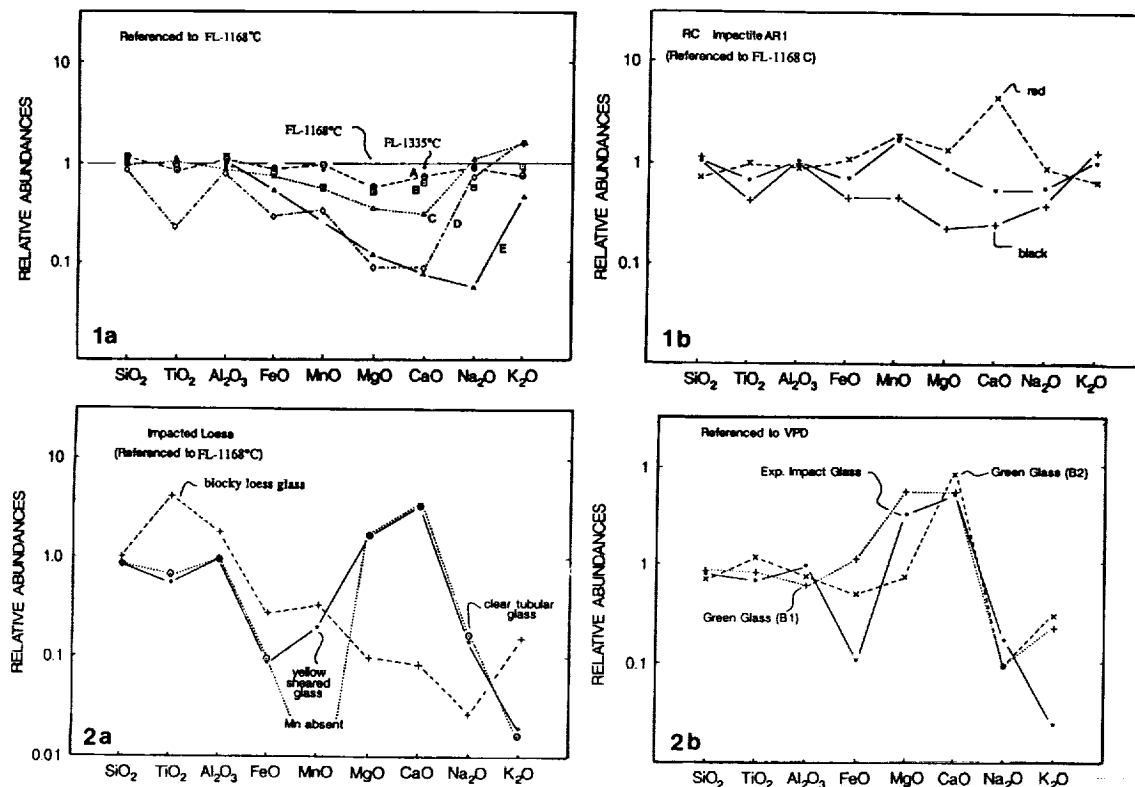 Referenced to FL-1168°C
10
1
0.1
RELATIVE ABUNDANCES
FL-1168°C
FL-1335°C
A
B
B
C
D
E
1a
SiO₂ TiO₂ Al₂O₃ FeO MnO MgO CaO Na₂O K₂O
RC Impactite AR1
(Referenced to FL-1168 C)
10
1
0.1
RELATIVE ABUNDANCES
red
black
1b
SiO₂ TiO₂ Al₂O₃ FeO MnO MgO CaO Na₂O K₂O
Impacted Loess
(Referenced to FL-1168°C)
10
1.0
0.1
0.01
RELATIVE ABUNDANCES
blocky loess glass
clear tubular
glass
yellow
sheared
glass
Mn absent
2a
SiO₂ TiO₂ Al₂O₃ FeO MnO MgO CaO Na₂O K₂O
Referenced to VPD
1
1
0.1
RELATIVE ABUNDANCES
Exp. Impact Glass
Green Glass (B2)
Green Glass (B1)
2b
SiO₂ TiO₂ Al₂O₃ FeO MgO CaO Na₂O K₂O